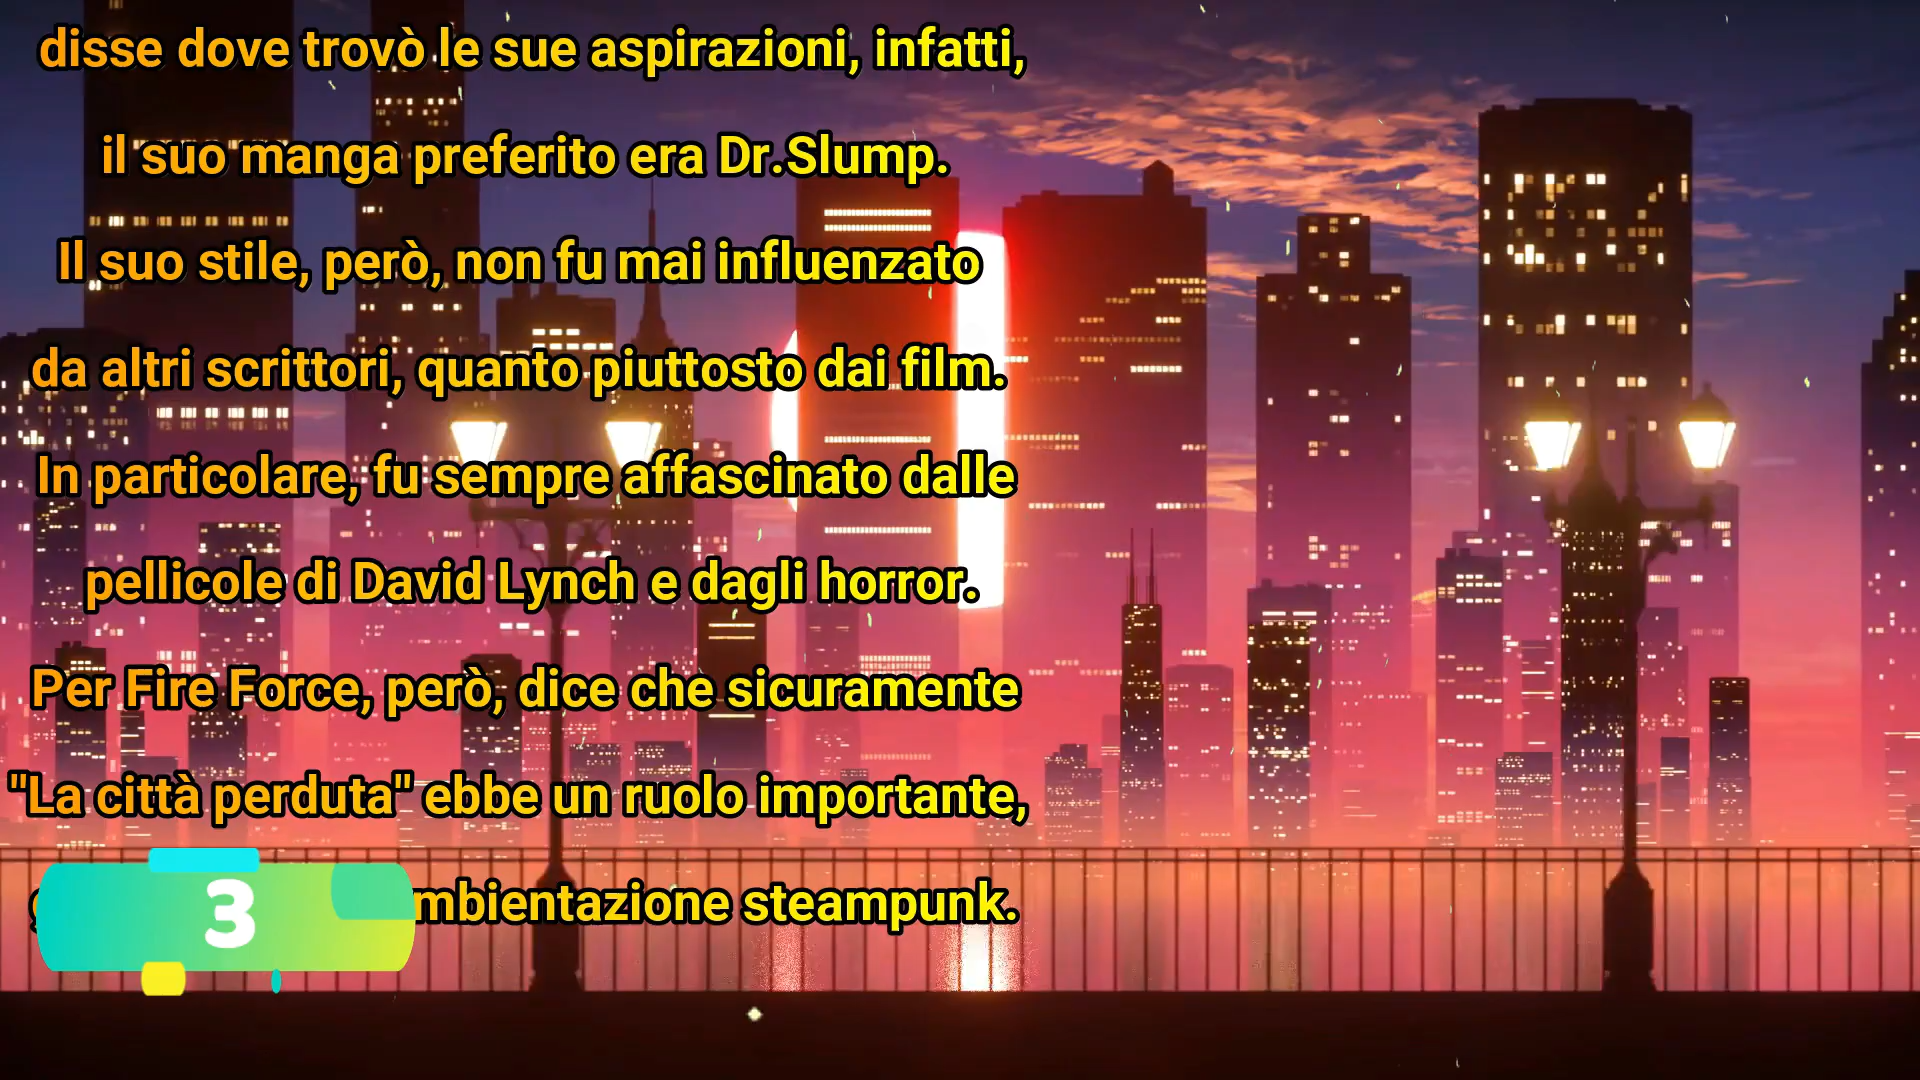 disse dove trovò le sue aspirazioni, infatti,
il suo manga preferito era Dr.Slump.
Il suo stile, però, non fu mai influenzato
da altri scrittori, quanto piuttosto dai film.
In particolare, fu sempre affascinato dalle
pellicole di David Lynch e dagli horror.
Per Fire Force, però, dice che sicuramente
"La città perduta" ebbe un ruolo importante,
steampunk.
3